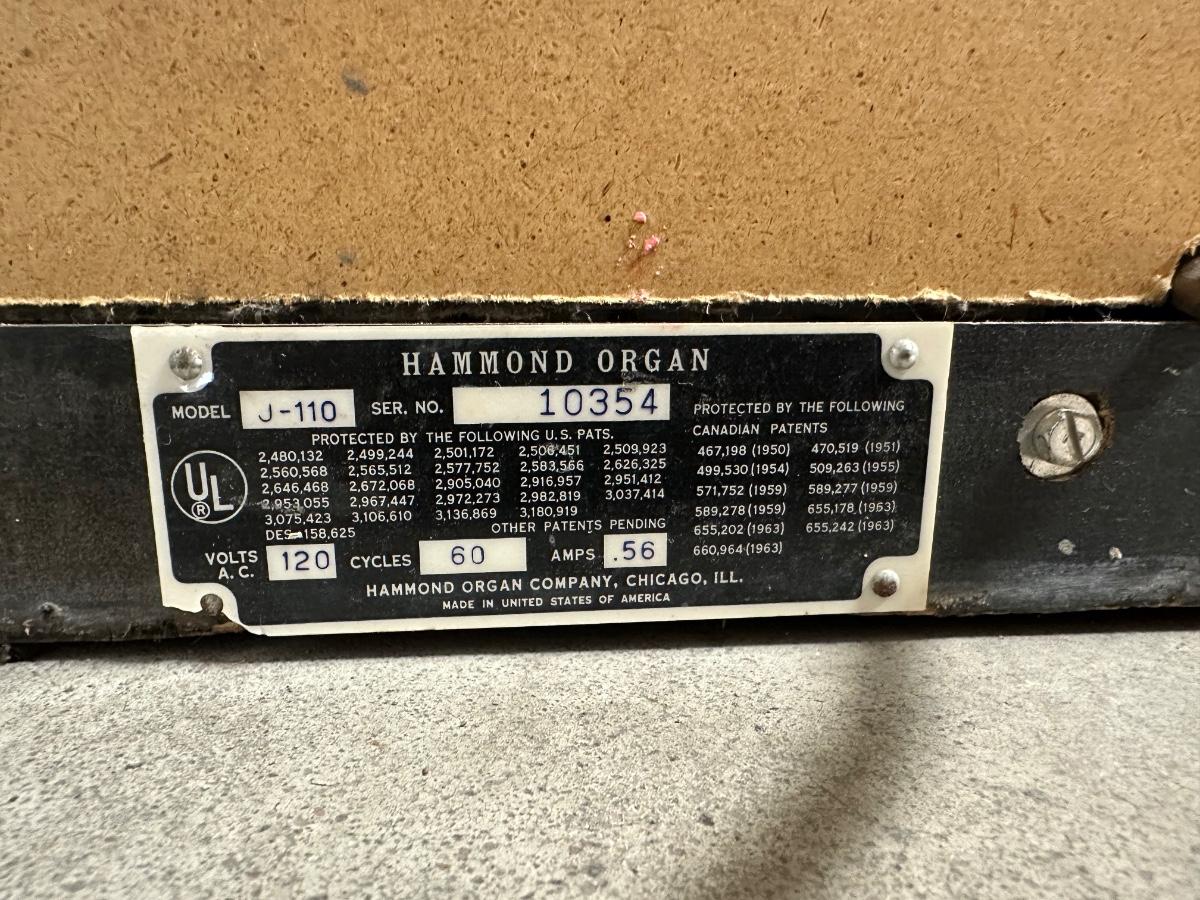 HAMMOND ORGAN
MODEL J-110 SER. NO. 10354
PROTECTED BY THE FOLLOWING U.S. PATS.
2,480,132 2,499,244 2,501,172 2,506,451 2,509,923
2,560,568 2,565,512 2,577,752 2,583,566 2,626,325
2,646,468 2,672,068 2,905,040 2,916,957 2,951,412
2,953,055 2,967,447 2,972,273 2,982,819 3,037,414
3,075,423 3,106,610 3,136,869 3,180,919
DES-158,625 OTHER PATENTS PENDING
UL ®
VOLTS A.C. 120 CYCLES 60 AMPS .56
PROTECTED BY THE FOLLOWING
CANADIAN PATENTS
467,198 (1950) 470,519 (1951)
499,530 (1954) 509,263 (1955)
571,752 (1959) 589,277 (1959)
589,278 (1959) 655,178 (1963)
655,202 (1963) 655,242 (1963)
660,964 (1963)
HAMMOND ORGAN COMPANY, CHICAGO, ILL.
MADE IN UNITED STATES OF AMERICA